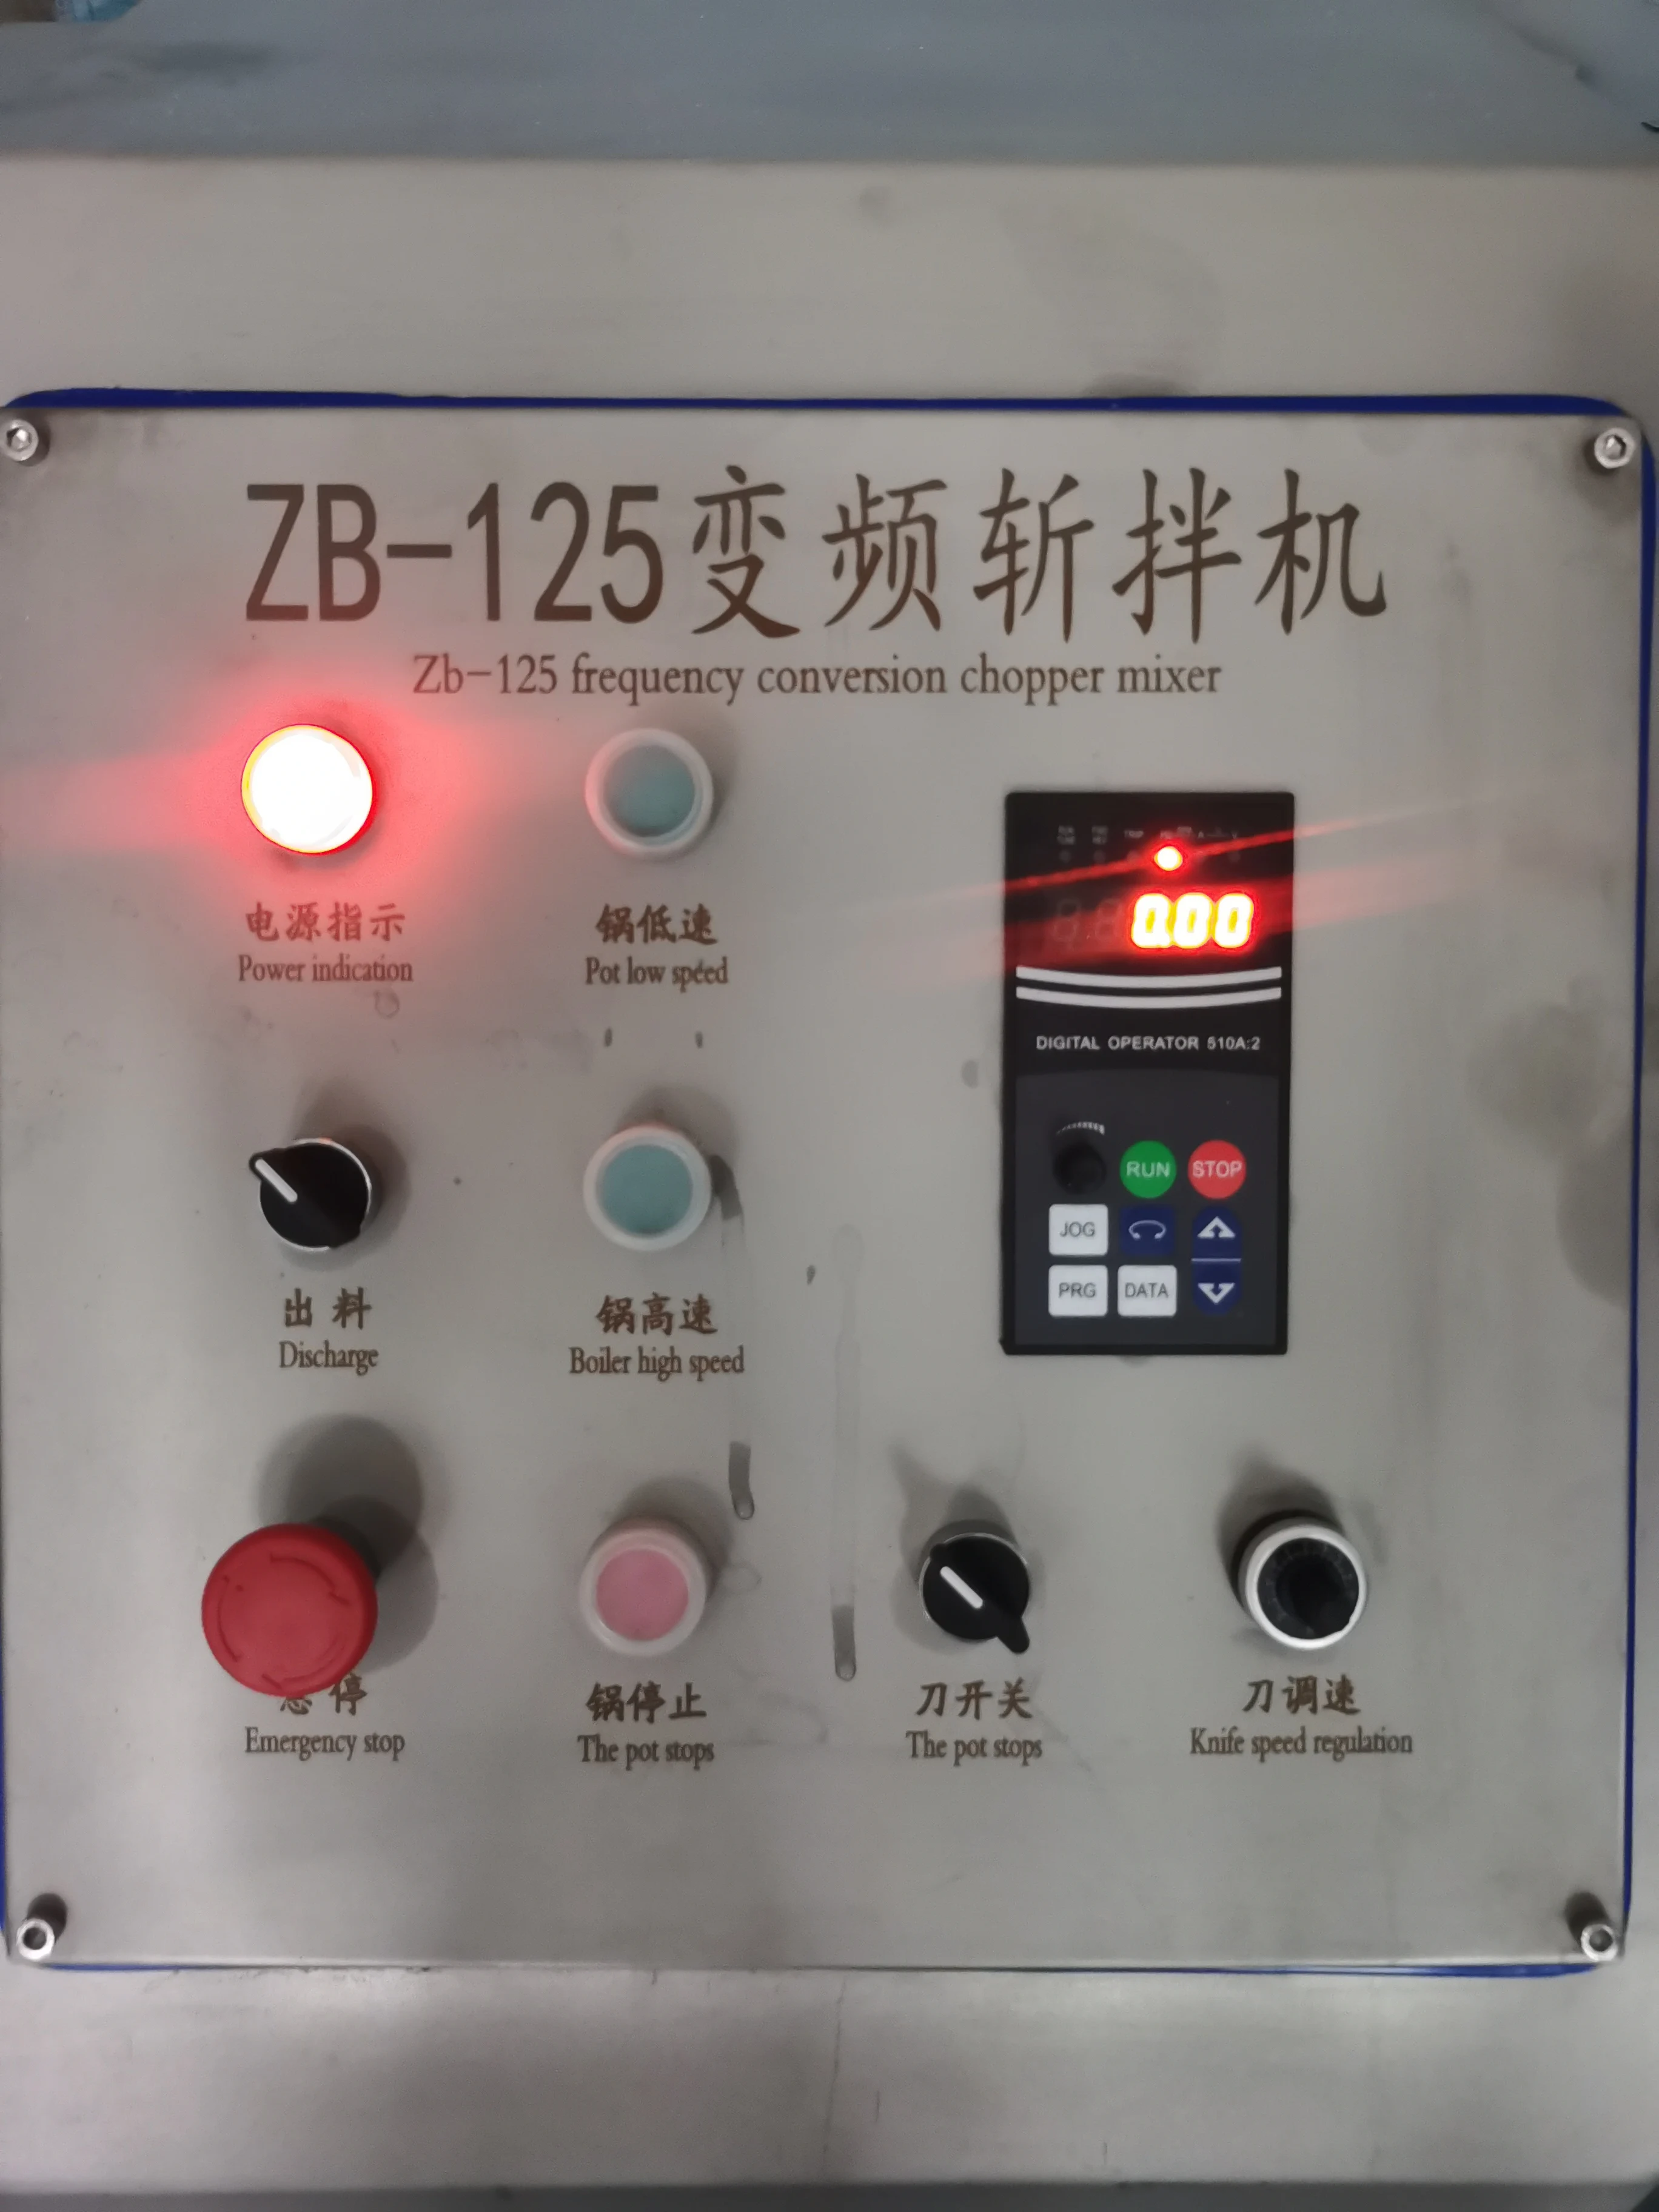 ZB-125变频斩拌机
Zb-125 frequency conversion chopper mixer
电源指示
Power indication
锅低速
Pot low speed
TRIP
0.00
DIGITAL OPERATOR 510A:2
RUN
STOP
JOG
PRG
DATA
出料
Discharge
锅高速
Boiler high speed
急停
Emergency stop
锅停止
The pot stops
刀开关
The pot stops
刀调速
Knife speed regulation